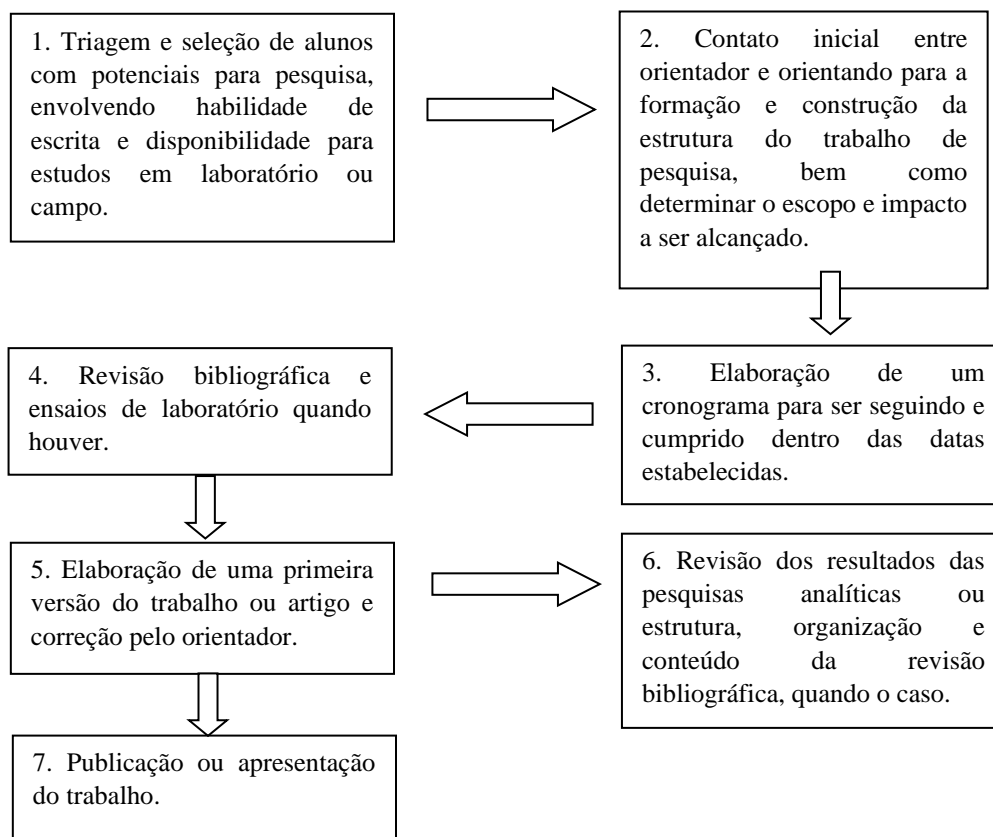 1. Triagem e seleção de alunos
com potenciais para pesquisa,
envolvendo habilidade de
escrita e disponibilidade para
estudos em laboratório ou
campo.
2. Contato inicial entre
orientador e orientando para a
formação e construção da
estrutura do trabalho de
pesquisa, bem como
determinar o escopo e impacto
a ser alcançado.
3. Elaboração de um
cronograma para ser seguindo e
cumprido dentro das datas
estabelecidas.
4. Revisão bibliográfica e
ensaios de laboratório quando
houver.
5. Elaboração de uma primeira
versão do trabalho ou artigo e
correção pelo orientador.
6. Revisão dos resultados das
pesquisas analíticas ou
estrutura, organização e
conteúdo da revisão
bibliográfica, quando o caso.
7. Publicação ou apresentação
do trabalho.